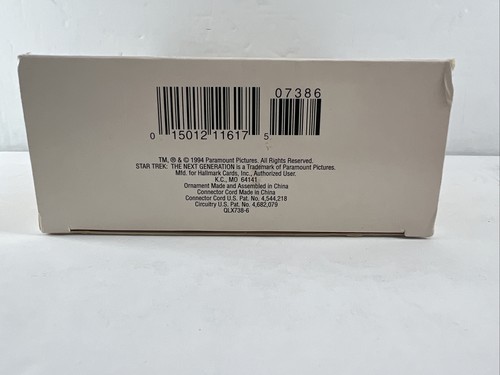 07386
0 15012 11617 5
TM, ® & © 1994 Paramount Pictures. All Rights Reserved.
STAR TREK: THE NEXT GENERATION is a Trademark of Paramount Pictures.
Mfd. for Hallmark Cards, Inc., Authorized User.
K.C., MO 64141
Ornament Made and Assembled in China
Connector Cord Made in China
Connector Cord U.S. Pat. No. 4,544,218
Circuitry U.S. Pat. No. 4,682,079
QLX738-6